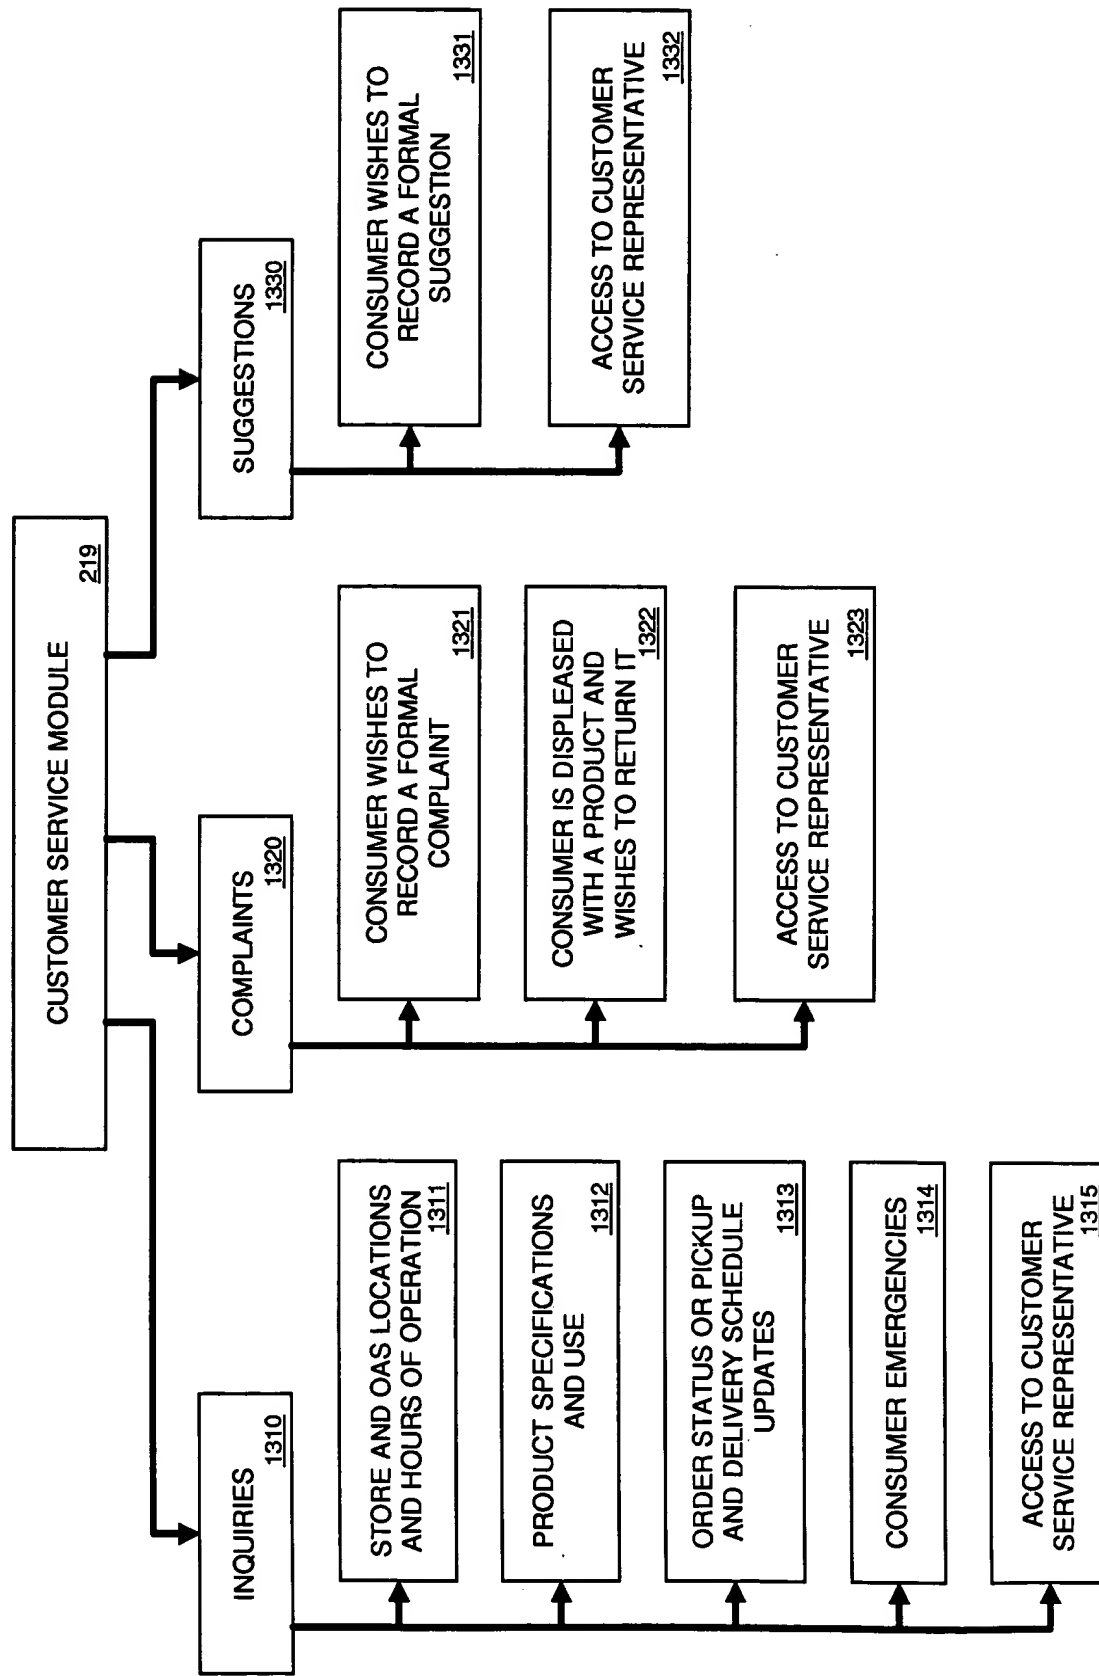 CUSTOMER SERVICE MODULE
219
INQUIRIES
1310
STORE AND OAS LOCATIONS
AND HOURS OF OPERATION
1311
PRODUCT SPECIFICATIONS
AND USE
1312
ORDER STATUS OR PICKUP
AND DELIVERY SCHEDULE
UPDATES
1313
CONSUMER EMERGENCIES
1314
ACCESS TO CUSTOMER
SERVICE REPRESENTATIVE
1315
COMPLAINTS
1320
CONSUMER WISHES TO
RECORD A FORMAL
COMPLAINT
1321
CONSUMER IS DISPLEASED
WITH A PRODUCT AND
WISHES TO RETURN IT
1322
ACCESS TO CUSTOMER
SERVICE REPRESENTATIVE
1323
SUGGESTIONS
1330
CONSUMER WISHES TO
RECORD A FORMAL
SUGGESTION
1331
ACCESS TO CUSTOMER
SERVICE REPRESENTATIVE
1332